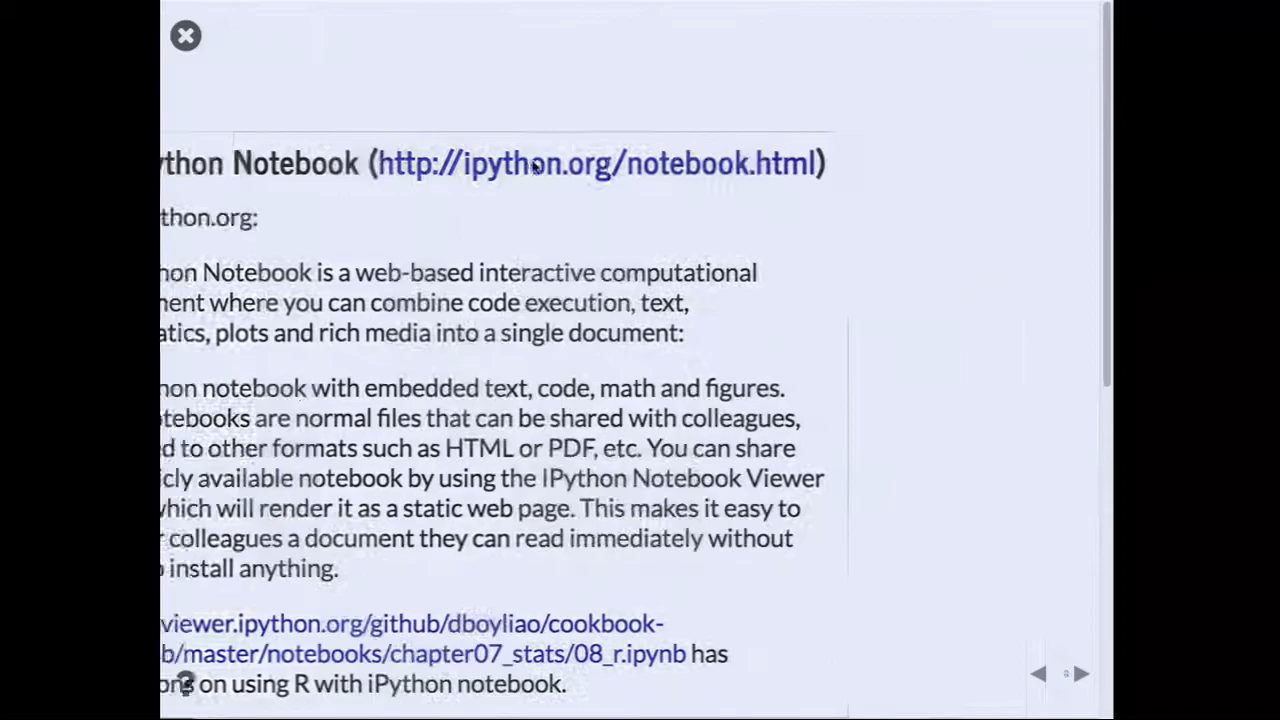 ython Notebook (http://ipython.org/notebook.html)
thon.org:
hon Notebook is a web-based interactive computational
nent where you can combine code execution, text,
atics, plots and rich media into a single document:
hon notebook with embedded text, code, math and figures.
tebooks are normal files that can be shared with colleagues,
d to other formats such as HTML or PDF, etc. You can share
cly available notebook by using the IPython Notebook Viewer
which will render it as a static web page. This makes it easy to
r colleagues a document they can read immediately without
install anything.
viewer.ipython.org/github/dboyliao/cookbook-
b/master/notebooks/chapter07_stats/08_r.ipynb has
on using R with iPython notebook.